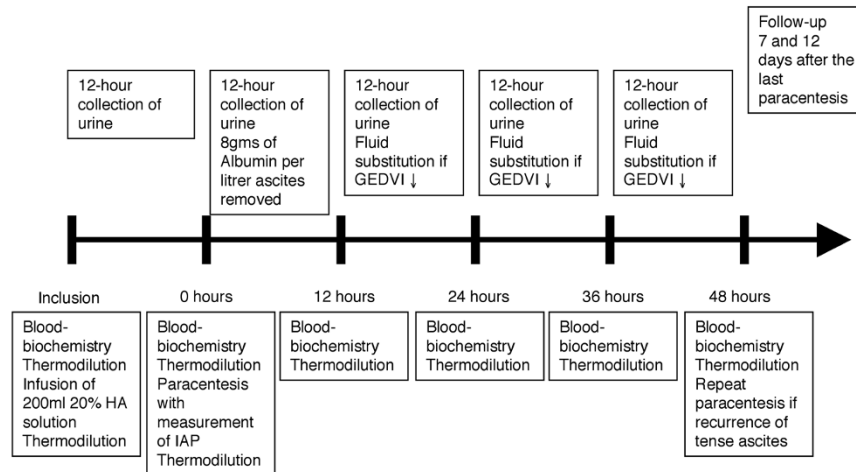 Follow-up
7 and 12
days after the
last
paracentesis
12-hour
collection of
urine
12-hour
collection of
urine
8gms of
Albumin per
litrer ascites
removed
12-hour
collection of
urine
Fluid
substitution if
GEDVI ↓
12-hour
collection of
urine
Fluid
substitution if
GEDVI ↓
12-hour
collection of
urine
Fluid
substitution if
GEDVI ↓
Inclusion
0 hours
12 hours
24 hours
36 hours
48 hours
Blood-
biochemistry
Thermodilution
Infusion of
200ml 20% HA
solution
Thermodilution
Blood-
biochemistry
Thermodilution
Paracentesis
with
measurement
of IAP
Thermodilution
Blood-
biochemistry
Thermodilution
Blood-
biochemistry
Thermodilution
Blood-
biochemistry
Thermodilution
Blood-
biochemistry
Thermodilution
Repeat
paracentesis if
recurrence of
tense ascites